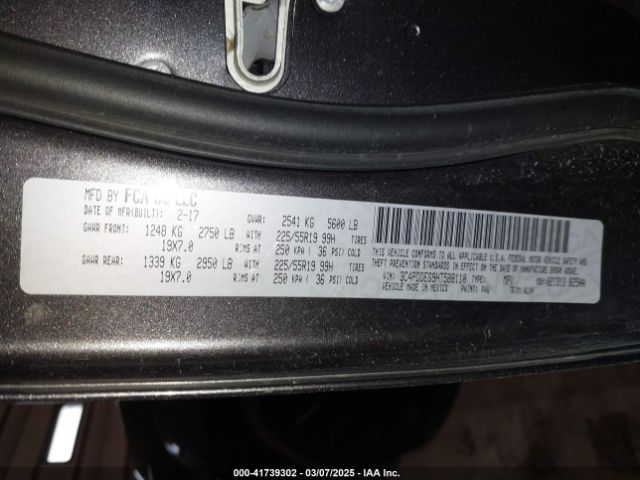 MFD BY FCA US LLC
DATE OF MFR(BUILT): 2-17 GVWR: 2541 KG 5600 LB
GAWR FRONT: 1248 KG 2750 LB WITH 225/55R19 99H TIRES
19X7.0 RIMS AT 250 KPA ( 36 PSI) COLD
GAWR REAR: 1339 KG 2950 LB WITH 225/55R19 99H TIRES
19X7.0 RIMS AT 250 KPA ( 36 PSI) COLD
THIS VEHICLE CONFORMS TO ALL APPLICABLE U.S.A.
FEDERAL MOTOR VEHICLE SAFETY, BUMPER AND
THEFT PREVENTION STANDARDS IN EFFECT ON THE
DATE OF MANUFACTURE SHOWN ABOVE.
VIN: TYPE: MPV MDH:
VEHICLE MADE IN MEXICO PAINT: PAU TRIM:
000-41739302 — 03/07/2025 — IAA Inc.